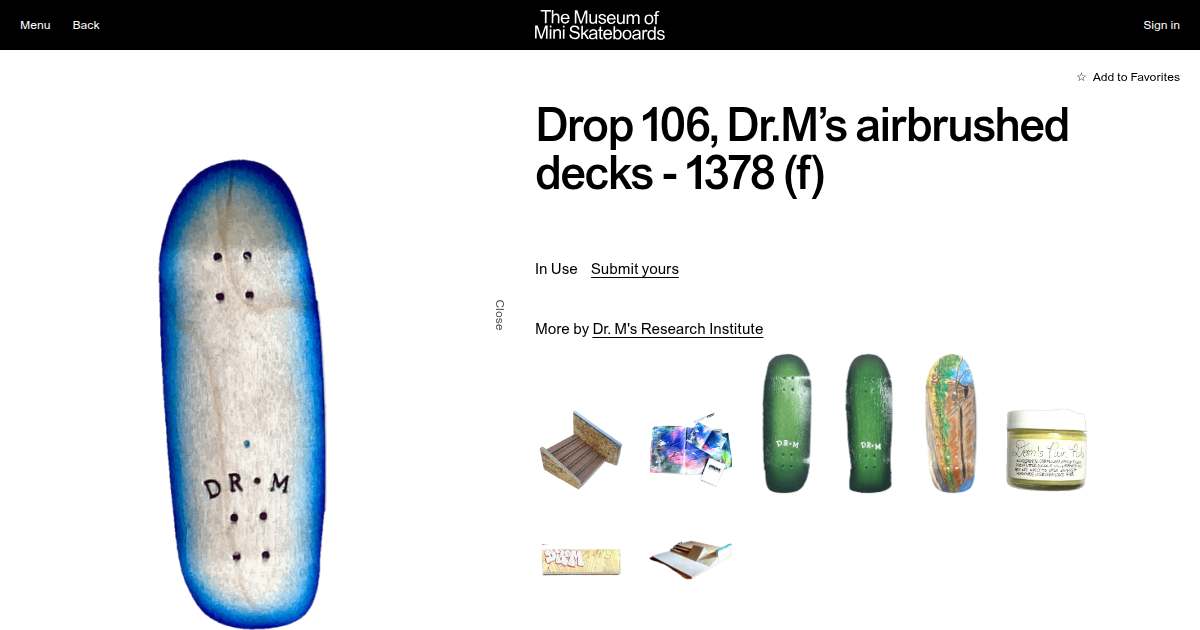 Menu
Back
The Museum of
Mini Skateboards
Sign in
☆ Add to Favorites
Drop 106, Dr.M’s airbrushed
decks - 1378 (f)
In Use
Submit yours
Close
More by Dr. M's Research Institute
DR•M
DR•M
DR•M